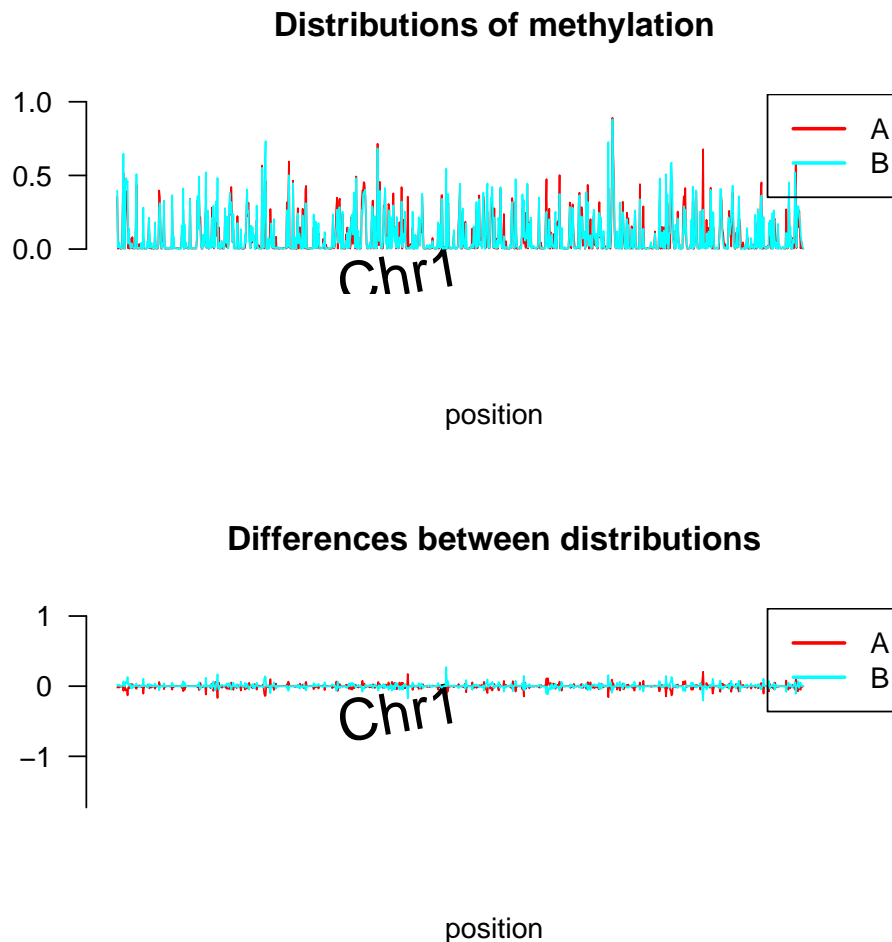 Distributions of methylation
1.0
0.5
0.0
A
B
Chr1
position
Differences between distributions
1
0
−1
A
B
Chr1
position